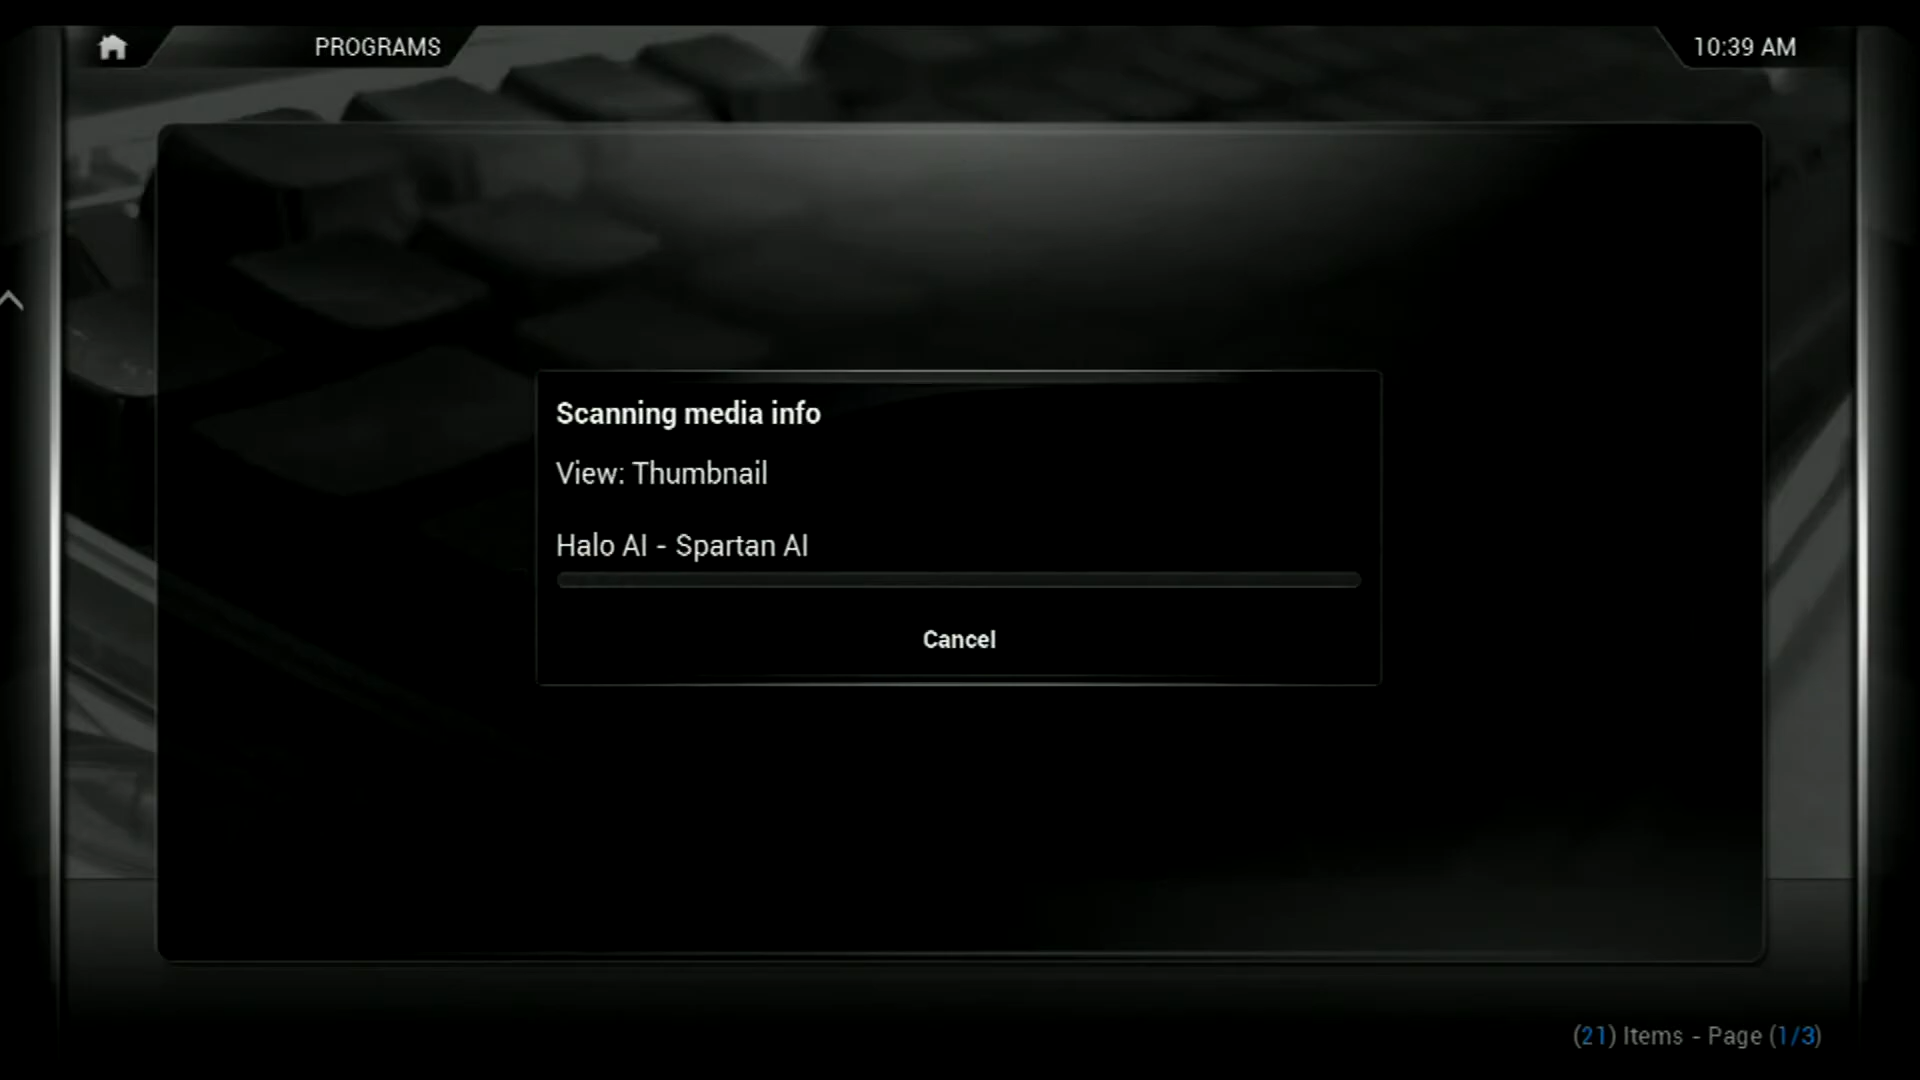 PROGRAMS
10:39 AM
Scanning media info
View: Thumbnail
Halo AI - Spartan AI
Cancel
(21) Items - Page (1/3)